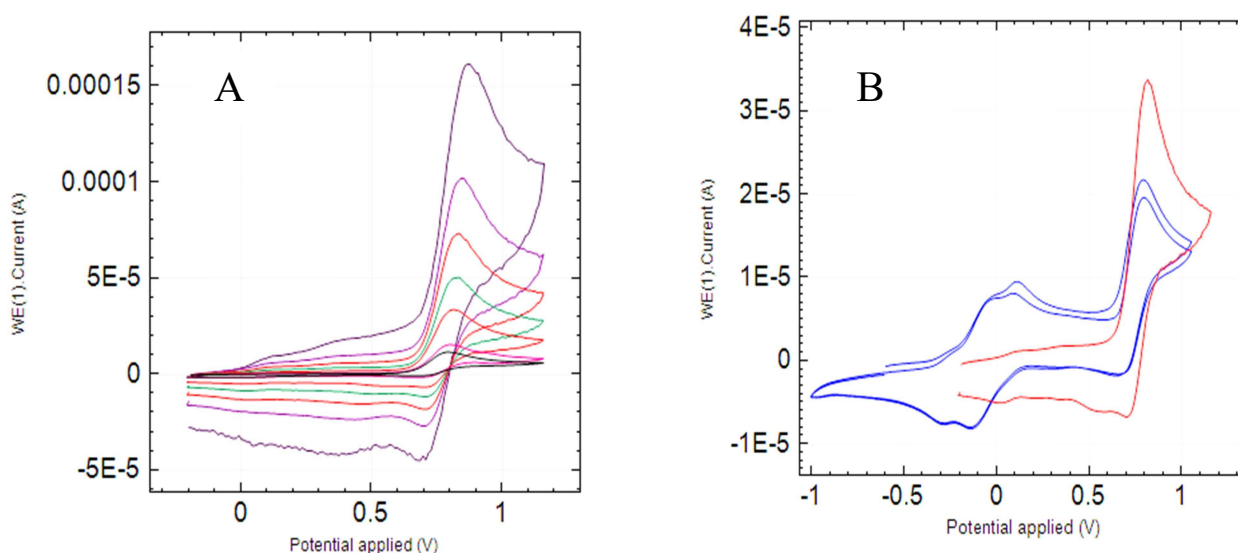 A
0.00015
0.0001
5E-5
0
-5E-5
0
0.5
1
WE(1).Current (A)
Potential applied (V)
B
4E-5
3E-5
2E-5
1E-5
0
-1E-5
-1
-0.5
0
0.5
1
WE(1).Current (A)
Potential applied (V)